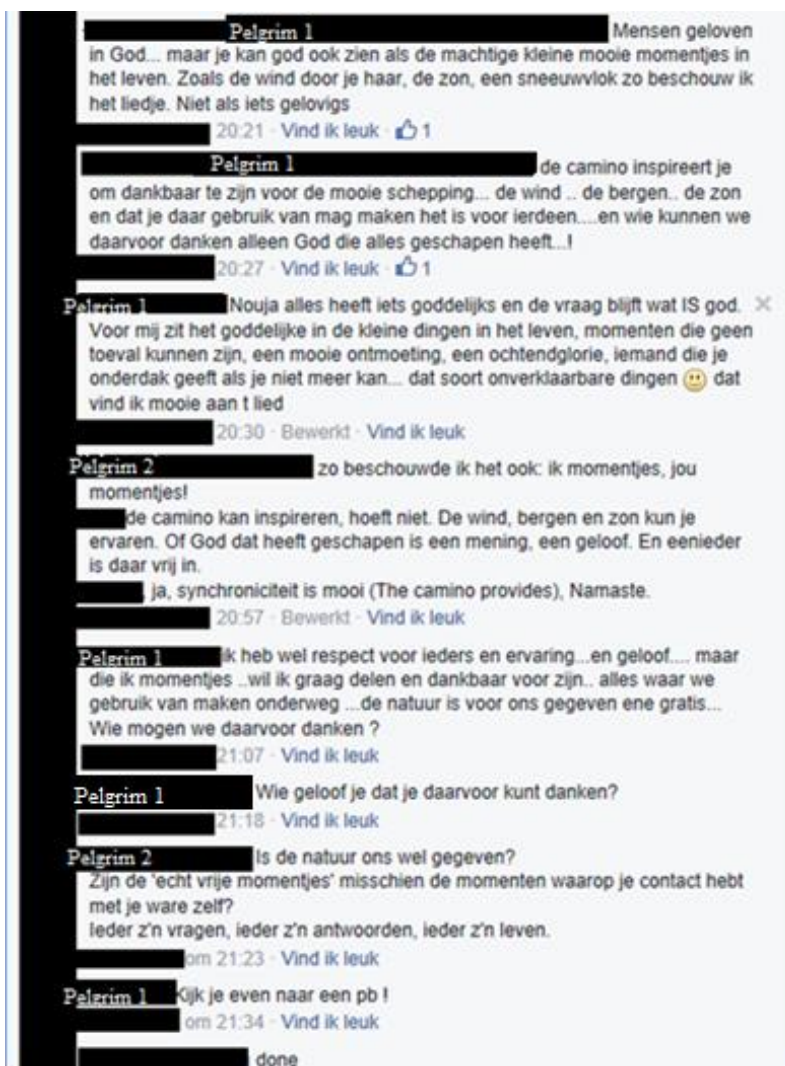 Pelgrim 1 Mensen geloven
in God... maar je kan god ook zien als de machtige kleine mooie momentjes in
het leven. Zoals de wind door je haar, de zon, een sneeuwvlok zo beschouw ik
het liedje. Niet als iets gelovigs
20:21 · Vind ik leuk · 1
Pelgrim 1 de camino inspireert je
om dankbaar te zijn voor de mooie schepping... de wind .. de bergen.. de zon
en dat je daar gebruik van mag maken het is voor ierdeen....en wie kunnen we
daarvoor danken alleen God die alles geschapen heeft...!
20:27 · Vind ik leuk · 1
Pelgrim 1 Nouja alles heeft iets goddelijks en de vraag blijft wat IS god.
Voor mij zit het goddelijke in de kleine dingen in het leven, momenten die geen
toeval kunnen zijn, een mooie ontmoeting, een ochtendglorie, iemand die je
onderdak geeft als je niet meer kan... dat soort onverklaarbare dingen 🙂 dat
vind ik mooie aan t lied
20:30 · Bewerkt · Vind ik leuk
Pelgrim 2 zo beschouwde ik het ook: ik momentjes, jou
momentjes!
de camino kan inspireren, hoeft niet. De wind, bergen en zon kun je
ervaren. Of God dat heeft geschapen is een mening, een geloof. En eenieder
is daar vrij in.
, ja, synchroniciteit is mooi (The camino provides), Namaste.
20:57 · Bewerkt · Vind ik leuk
Pelgrim 1 ik heb wel respect voor ieders en ervaring...en geloof.... maar
die ik momentjes ..wil ik graag delen en dankbaar voor zijn.. alles waar we
gebruik van maken onderweg ...de natuur is voor ons gegeven ene gratis...
Wie mogen we daarvoor danken ?
21:07 · Vind ik leuk
Pelgrim 1 Wie geloof je dat je daarvoor kunt danken?
21:18 · Vind ik leuk
Pelgrim 2 Is de natuur ons wel gegeven?
Zijn de 'echt vrije momentjes' misschien de momenten waarop je contact hebt
met je ware zelf?
Ieder z'n vragen, ieder z'n antwoorden, ieder z'n leven.
om 21:23 · Vind ik leuk
Pelgrim 1 Kijk je even naar een pb !
om 21:34 · Vind ik leuk
done